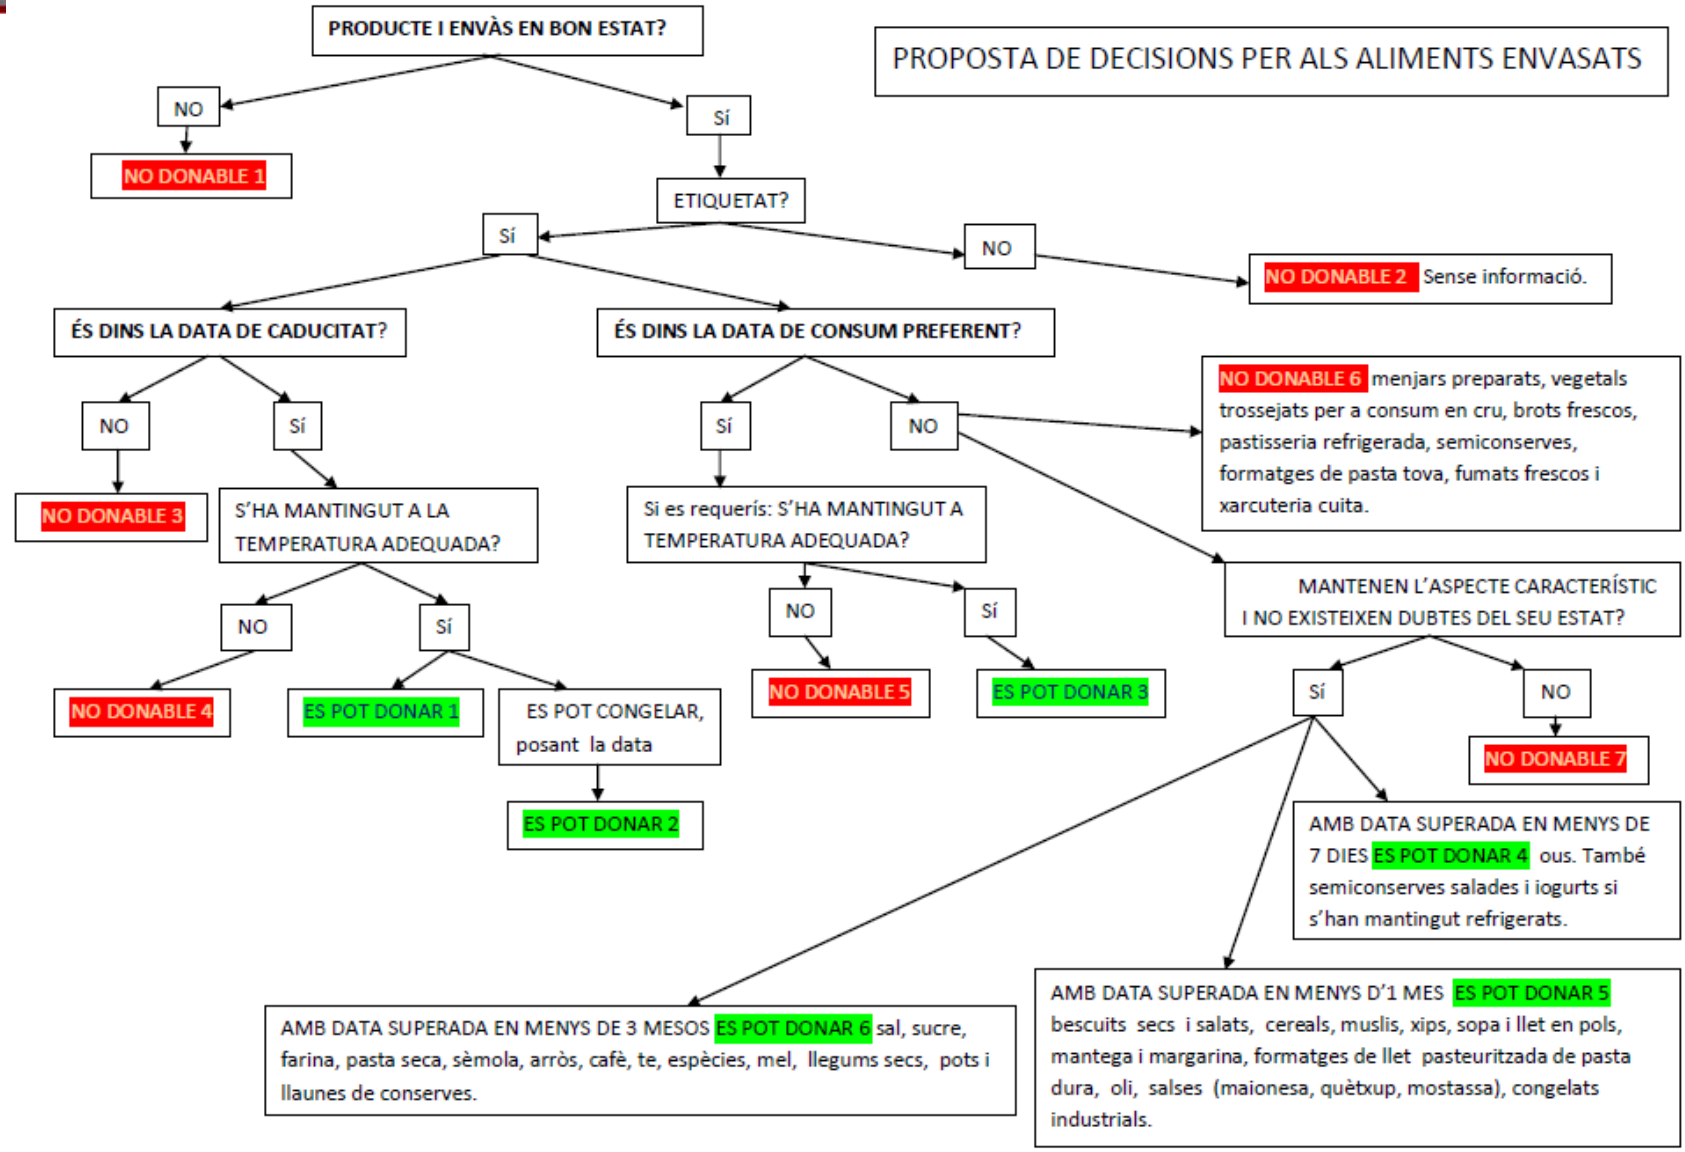 PRODUCTE I ENVÀS EN BON ESTAT?
PROPOSTA DE DECISIONS PER ALS ALIMENTS ENVASATS
NO
Sí
NO DONABLE 1
ETIQUETAT?
Sí
NO
NO DONABLE 2 Sense informació.
ÉS DINS LA DATA DE CADUCITAT?
ÉS DINS LA DATA DE CONSUM PREFERENT?
NO
Sí
Sí
NO
NO DONABLE 6 menjars preparats, vegetals
trossejats per a consum en cru, brots frescos,
pastisseria refrigerada, semiconserves,
formatges de pasta tova, fumats frescos i
xarcuteria cuita.
NO DONABLE 3
S'HA MANTINGUT A LA
TEMPERATURA ADEQUADA?
Si es requerís: S'HA MANTINGUT A
TEMPERATURA ADEQUADA?
MANTENEN L'ASPECTE CARACTERÍSTIC
I NO EXISTEIXEN DUBTES DEL SEU ESTAT?
NO
Sí
NO
Sí
NO DONABLE 4
ES POT DONAR 1
ES POT CONGELAR,
posant la data
ES POT DONAR 2
NO DONABLE 5
ES POT DONAR 3
Sí
NO
NO DONABLE 7
AMB DATA SUPERADA EN MENYS DE
7 DIES ES POT DONAR 4 ous. També
semiconserves salades i iogurts si
s'han mantingut refrigerats.
AMB DATA SUPERADA EN MENYS D'1 MES ES POT DONAR 5
bescuits secs i salats, cereals, muslis, xips, sopa i llet en pols,
mantega i margarina, formatges de llet pasteuritzada de pasta
dura, oli, salses (maionesa, quètxup, mostassa), congelats
industrials.
AMB DATA SUPERADA EN MENYS DE 3 MESOS ES POT DONAR 6 sal, sucre,
farina, pasta seca, sèmola, arròs, cafè, te, espècies, mel, llegums secs, pots i
llaunes de conserves.